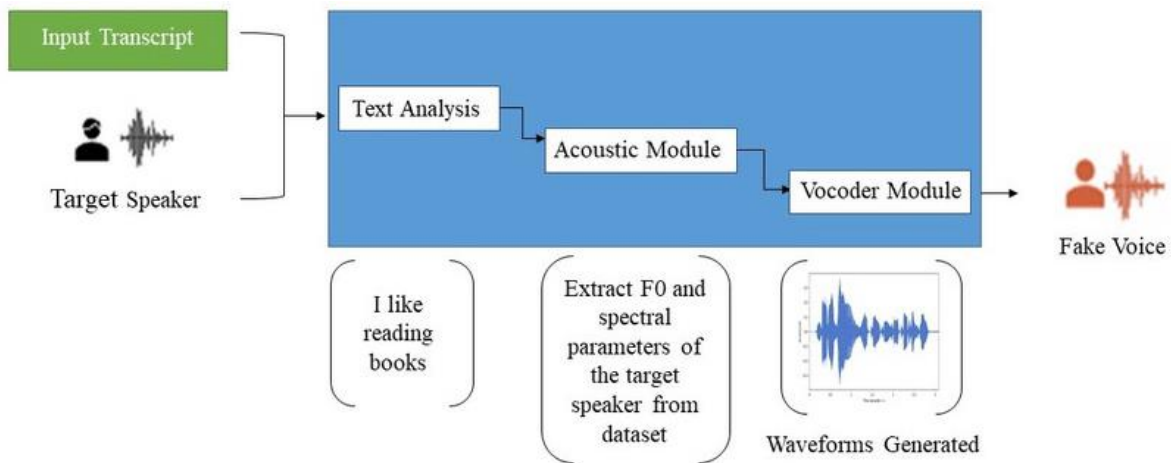 Input Transcript
Target Speaker
Text Analysis
Acoustic Module
Vocoder Module
Fake Voice
I like
reading
books
Extract F0 and
spectral
parameters of
the target
speaker from
dataset
Waveforms Generated